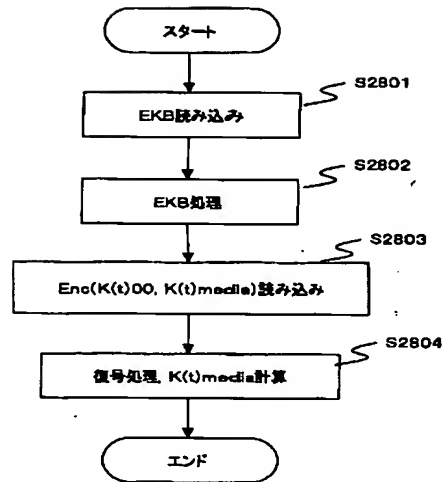 スタート
S2801
EKB読み込み
S2802
EKB処理
S2803
Enc(K(t)00, K(t)media)読み込み
S2804
復号処理, K(t)media計算
エンド